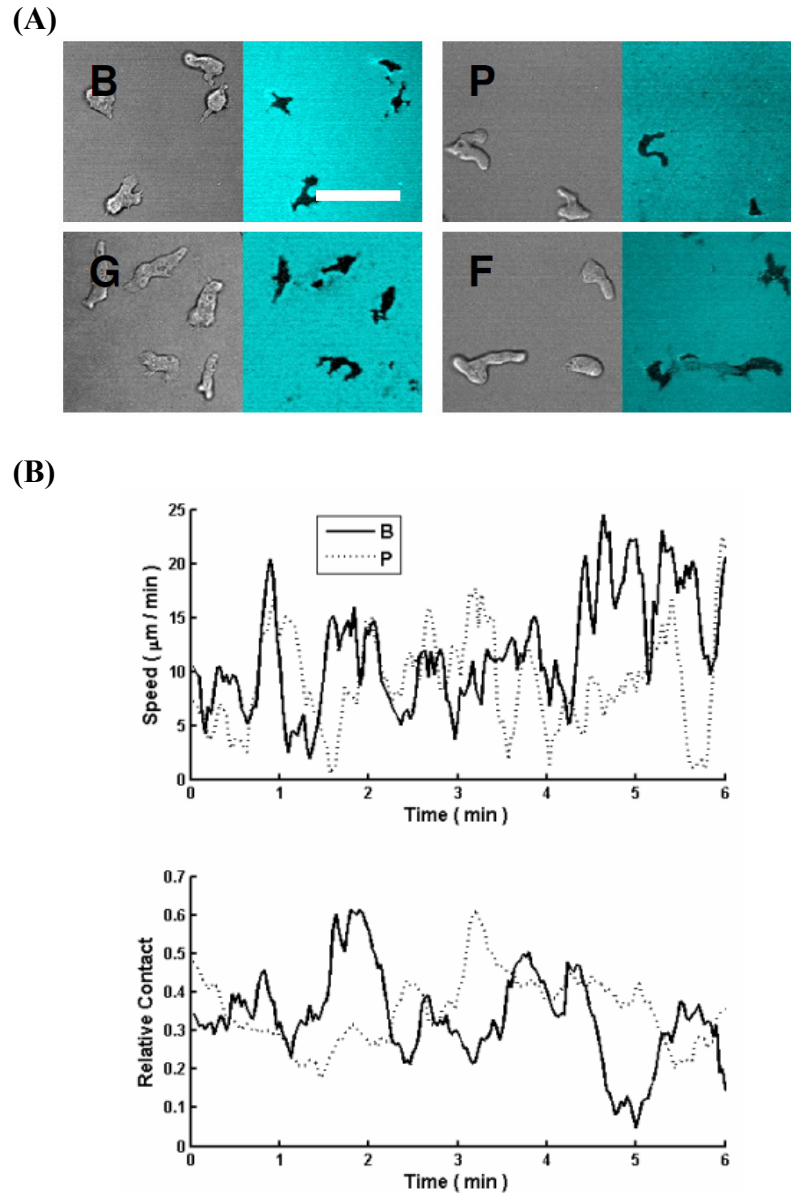 (A)
B
P
G
F
(B)
25
20
15
10
5
0
Speed ( μm / min )
B
P
0 1 2 3 4 5 6
Time ( min )
0.7
0.6
0.5
0.4
0.3
0.2
0.1
0
Relative Contact
0 1 2 3 4 5 6
Time ( min )